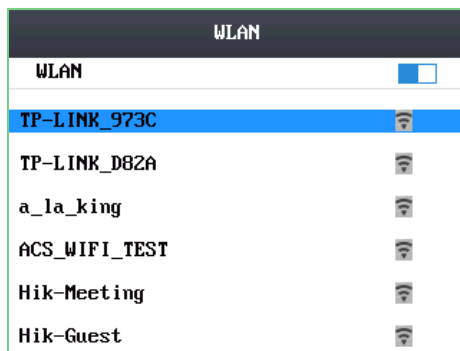 WLAN
WLAN
TP-LINK_973C
TP-LINK_D82A
a_la_king
ACS_WIFI_TEST
Hik-Meeting
Hik-Guest